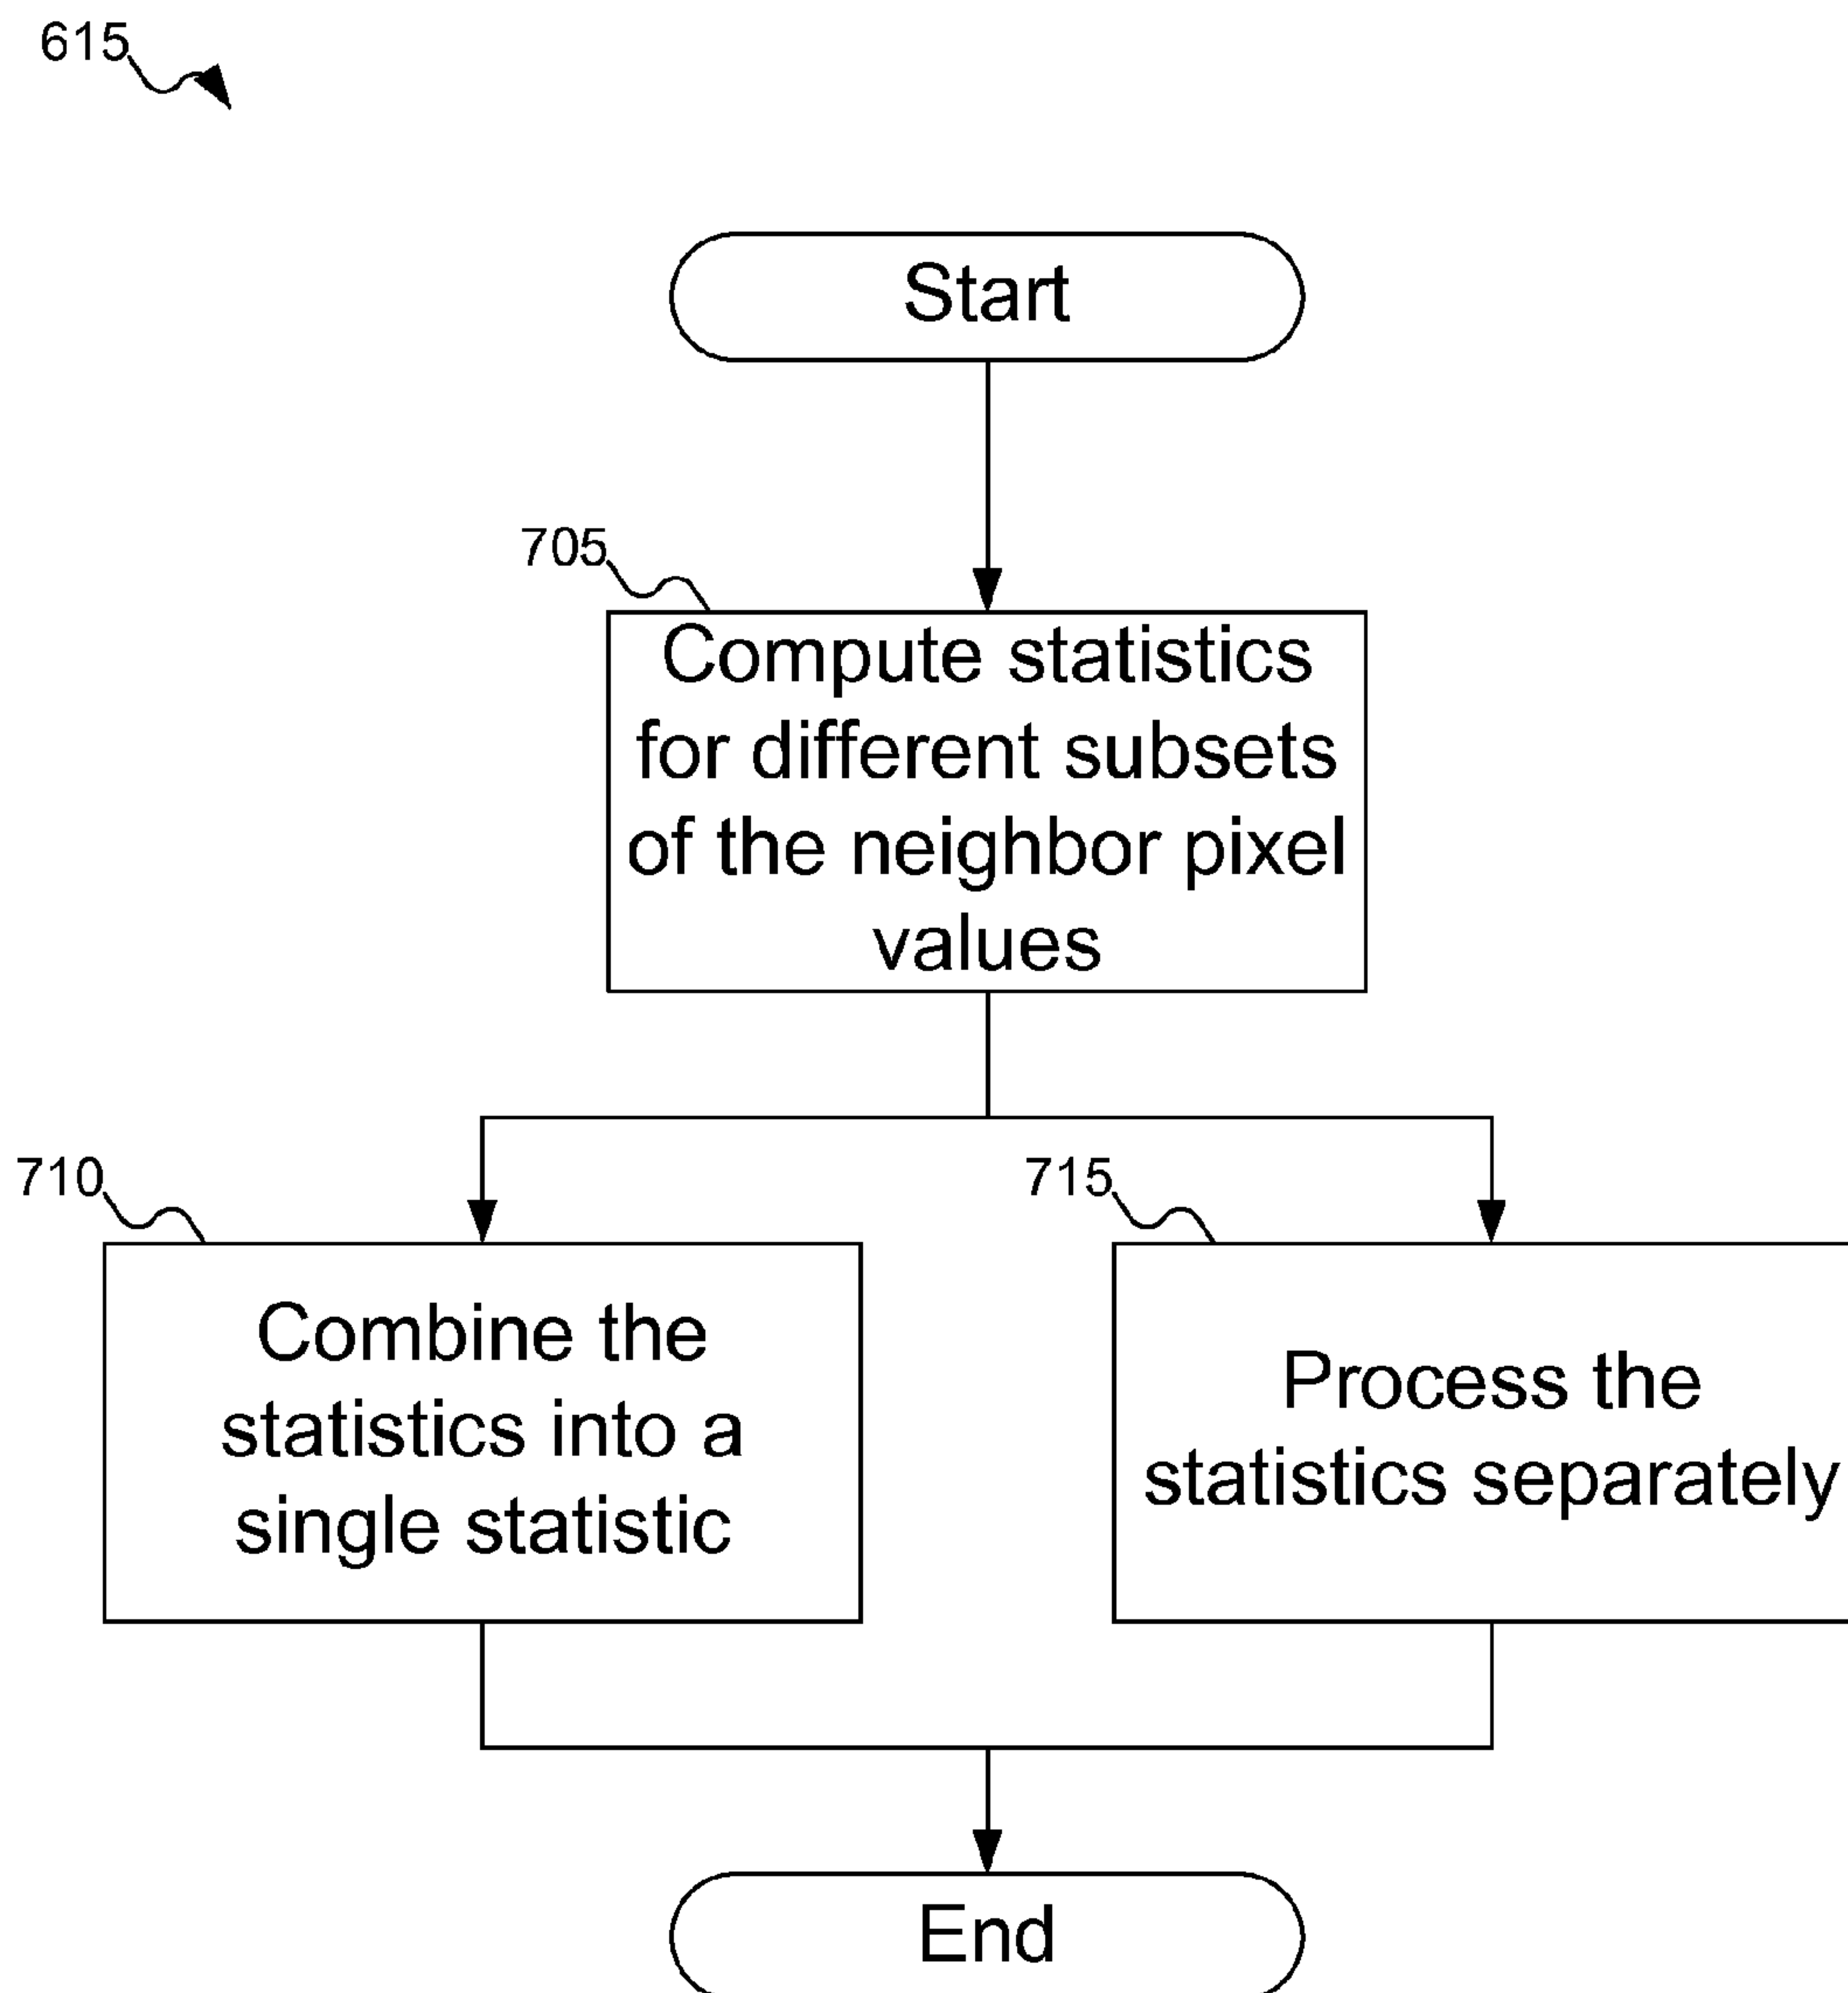 615
Start
705
Compute statistics
for different subsets
of the neighbor pixel
values
710
Combine the
statistics into a
single statistic
715
Process the
statistics separately
End